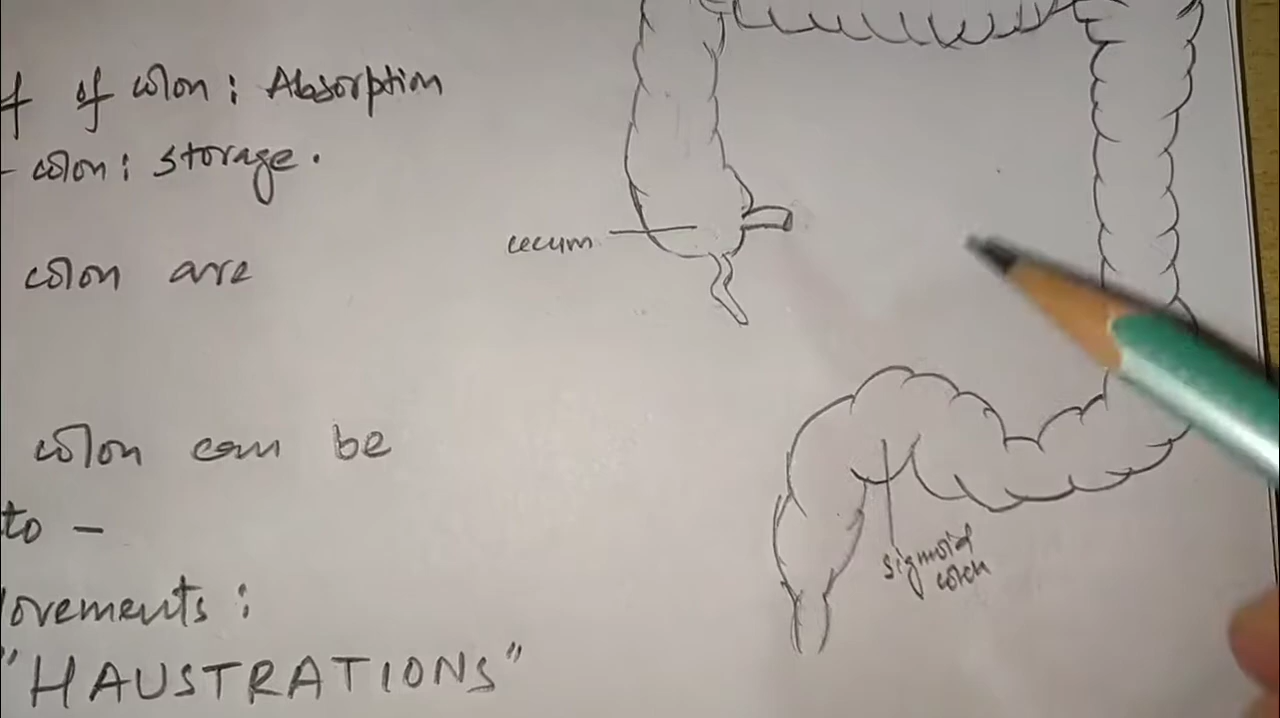 of colon : Absorption
- colon : storage.
colon are
colon can be
to -
ovements :
"HAUSTRATIONS"
cecum
sigmoid
colon